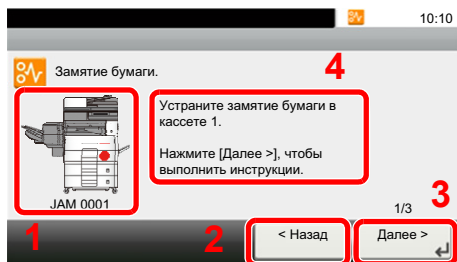 10:10
Замятие бумаги.
4
Устраните замятие бумаги в
кассете 1.
Нажмите [Далее >], чтобы
выполнить инструкции.
JAM 0001
1/3
3
1
2
< Назад
Далее >